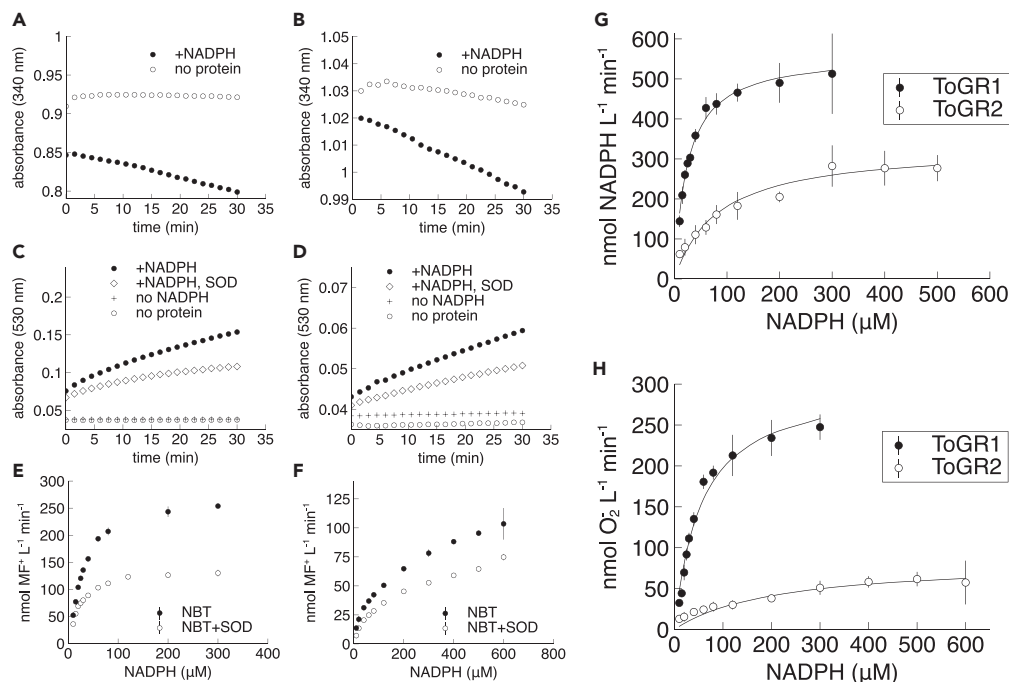 A
absorbance (340 nm)
+NADPH
no protein
1
0.95
0.9
0.85
0.8
0 5 10 15 20 25 30 35
time (min)
B
absorbance (340 nm)
+NADPH
no protein
1.05
1.04
1.03
1.02
1.01
1
0.99
0 5 10 15 20 25 30 35
time (min)
C
absorbance (530 nm)
+NADPH
+NADPH, SOD
no NADPH
no protein
0.2
0.15
0.1
0.05
0 5 10 15 20 25 30 35
time (min)
D
absorbance (530 nm)
+NADPH
+NADPH, SOD
no NADPH
no protein
0.07
0.06
0.05
0.04
0 5 10 15 20 25 30 35
time (min)
E
nmol MF⁺ L⁻¹ min⁻¹
300
250
200
150
100
50
0
NBT
NBT+SOD
0 100 200 300 400
NADPH (µM)
F
nmol MF⁺ L⁻¹ min⁻¹
125
100
75
50
25
0
NBT
NBT+SOD
0 200 400 600 800
NADPH (µM)
G
nmol NADPH L⁻¹ min⁻¹
600
500
400
300
200
100
0
ToGR1
ToGR2
0 100 200 300 400 500 600
NADPH (µM)
H
nmol O₂⁻ L⁻¹ min⁻¹
300
250
200
150
100
50
0
ToGR1
ToGR2
0 100 200 300 400 500 600
NADPH (µM)